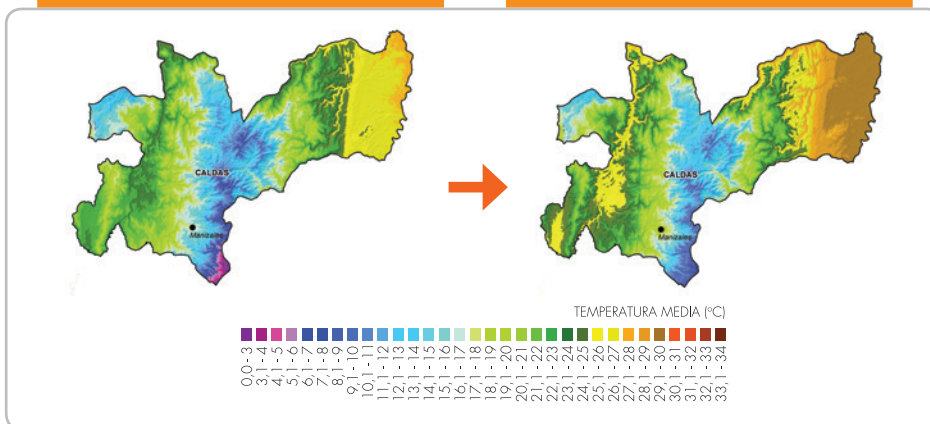 CALDAS
Manizales
CALDAS
Manizales
TEMPERATURA MEDIA (°C)
0,0 - 3
3,1 - 4
4,1 - 5
5,1 - 6
6,1 - 7
7,1 - 8
8,1 - 9
9,1 - 10
10,1 - 11
11,1 - 12
12,1 - 13
13,1 - 14
14,1 - 15
15,1 - 16
16,1 - 17
17,1 - 18
18,1 - 19
19,1 - 20
20,1 - 21
21,1 - 22
22,1 - 23
23,1 - 24
24,1 - 25
25,1 - 26
26,1 - 27
27,1 - 28
28,1 - 29
29,1 - 30
30,1 - 31
31,1 - 32
32,1 - 33
33,1 - 34